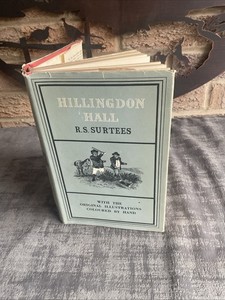 HILLINGDON
HALL
R.S. SURTEES
WITH THE
ORIGINAL ILLUSTRATIONS
COLOURED BY HAND